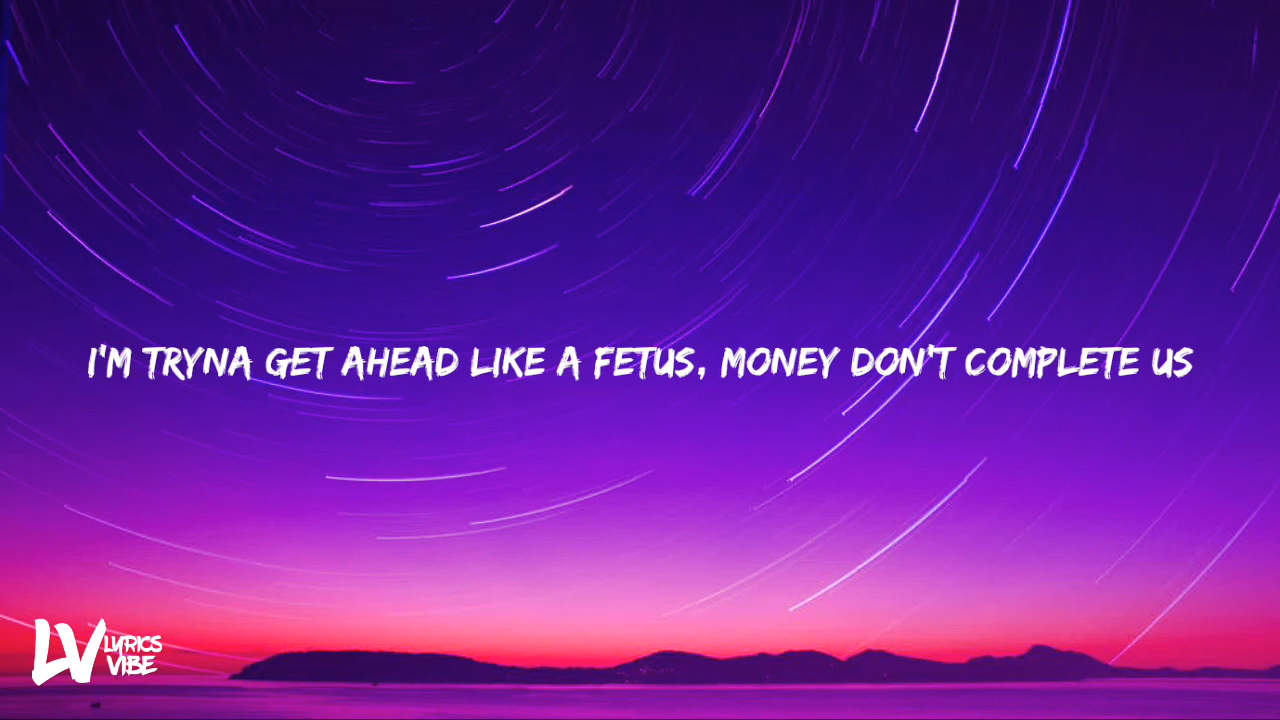 I'M TRYNA GET AHEAD LIKE A FETUS, MONEY DON'T COMPLETE US
LV LYRICS
VIBE